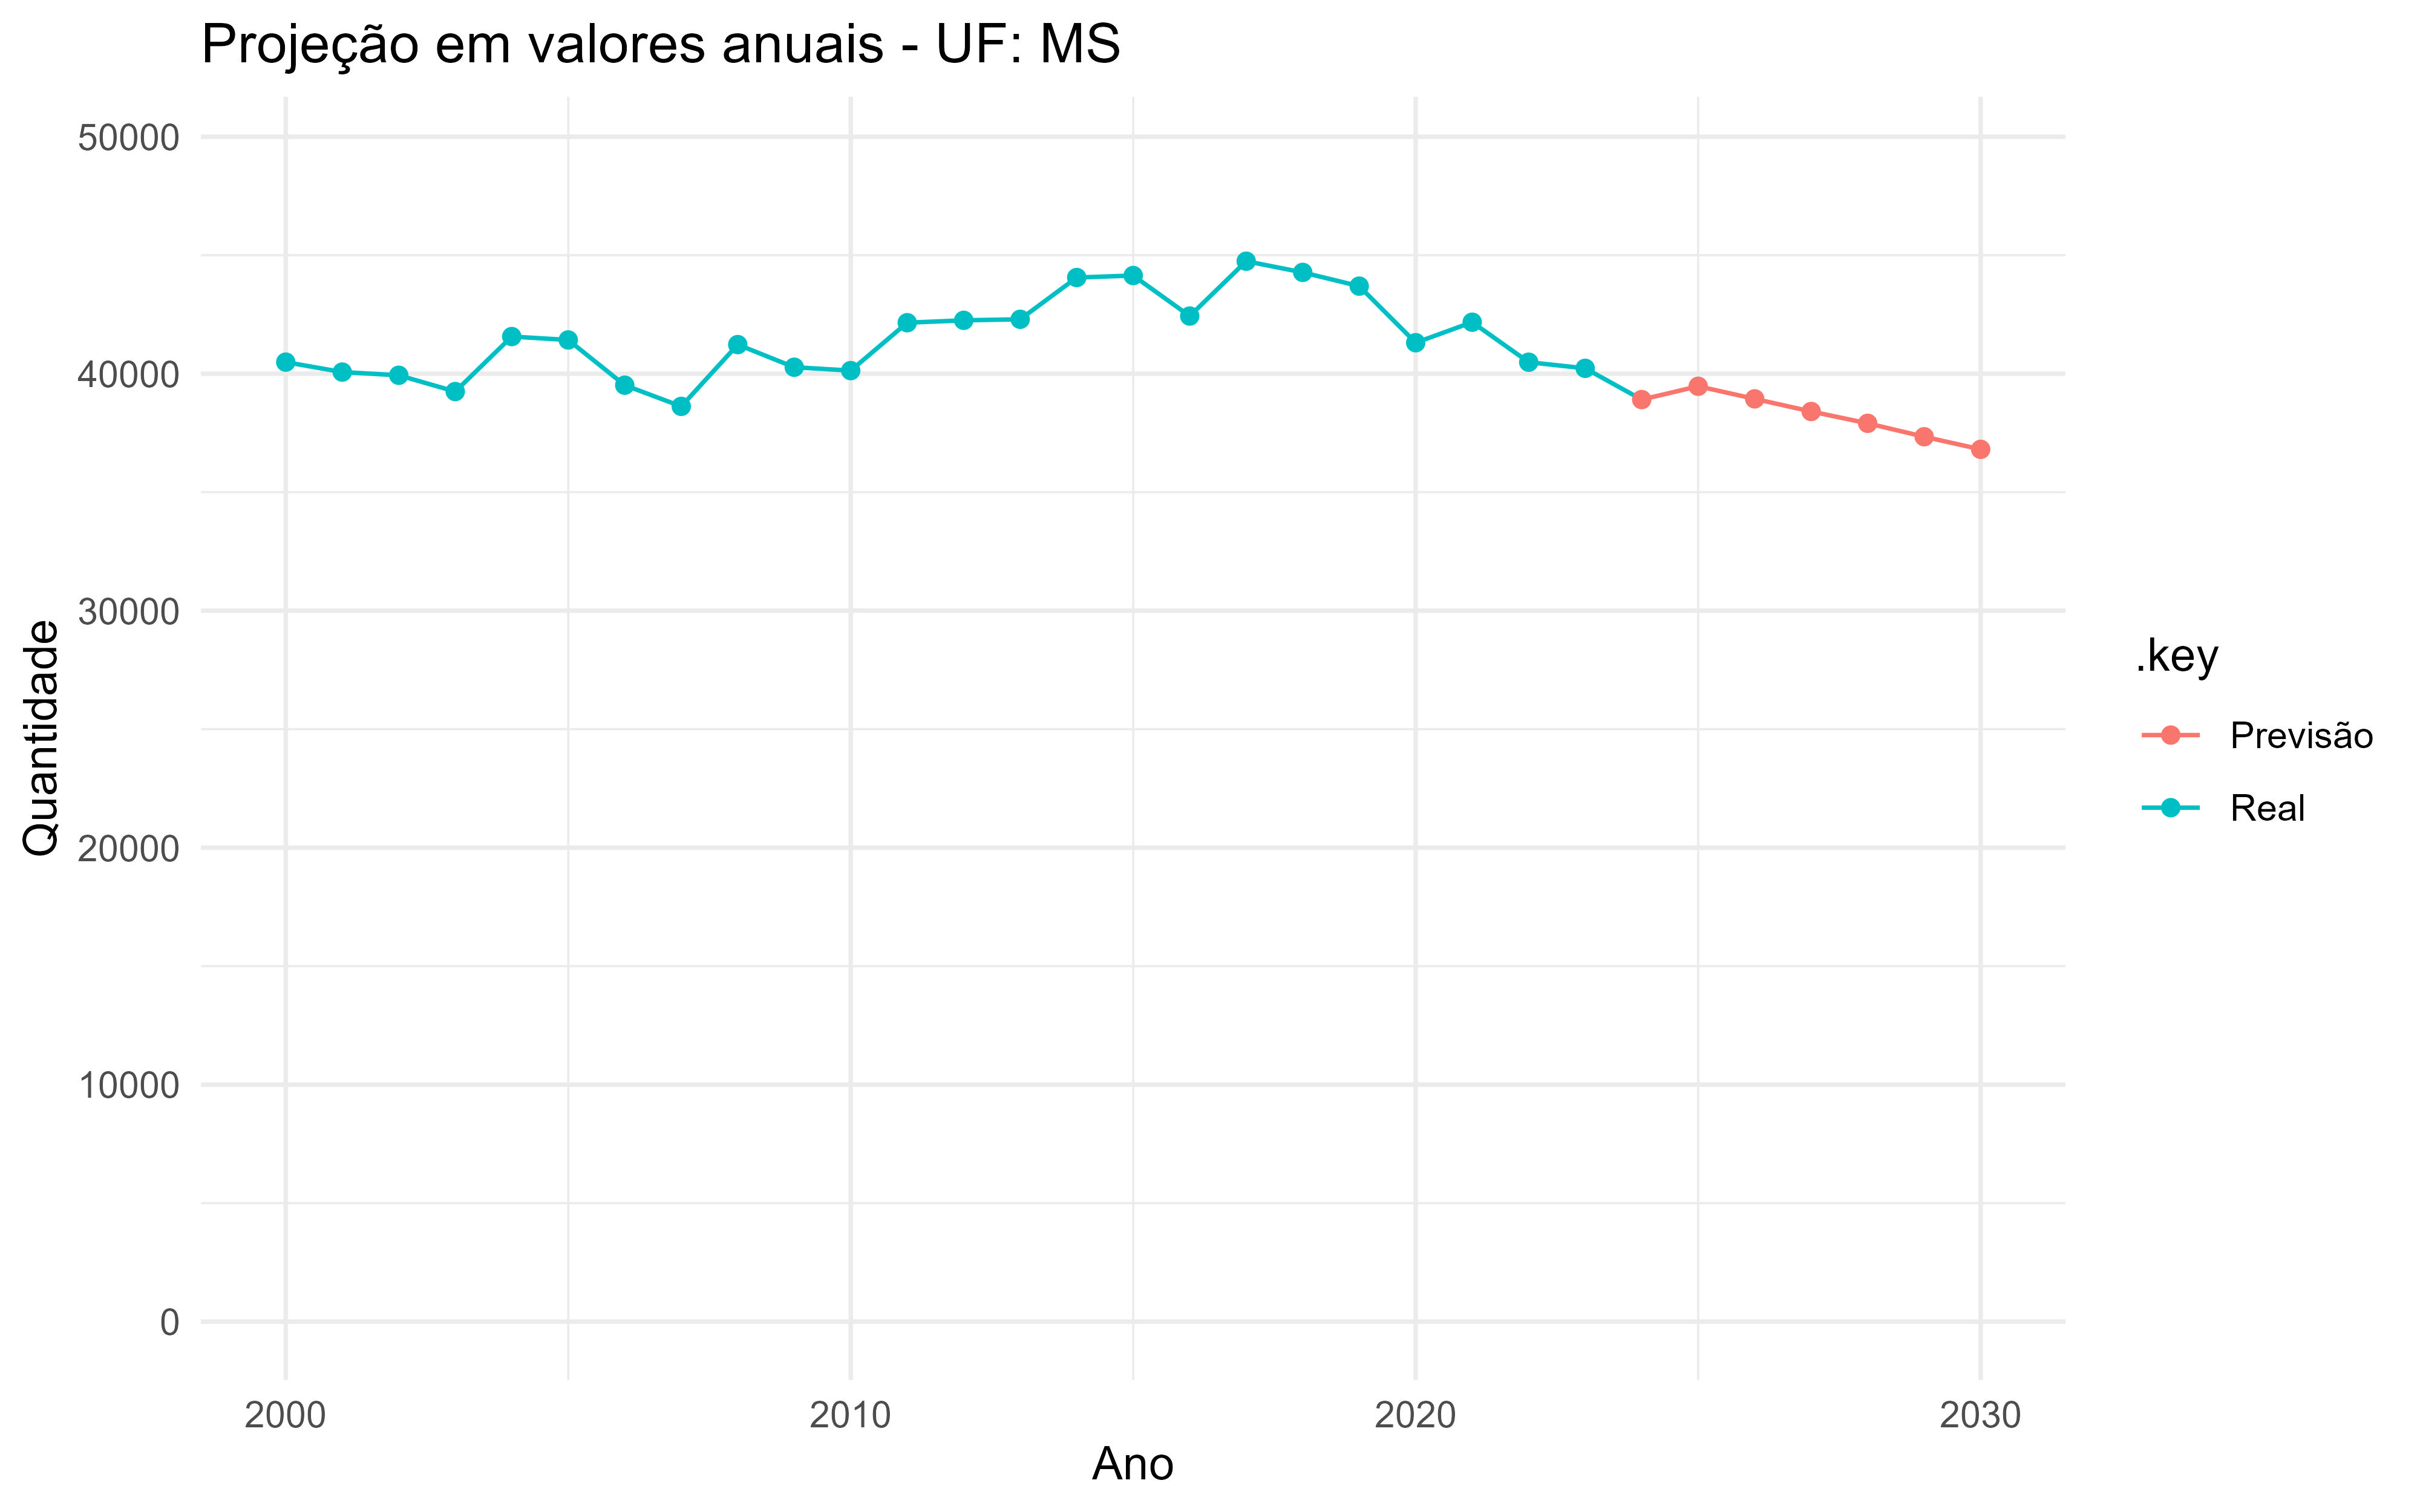 Projeção em valores anuais - UF: MS
Quantidade
50000
40000
30000
20000
10000
0
2000 2010 2020 2030
Ano
.key
Previsão
Real